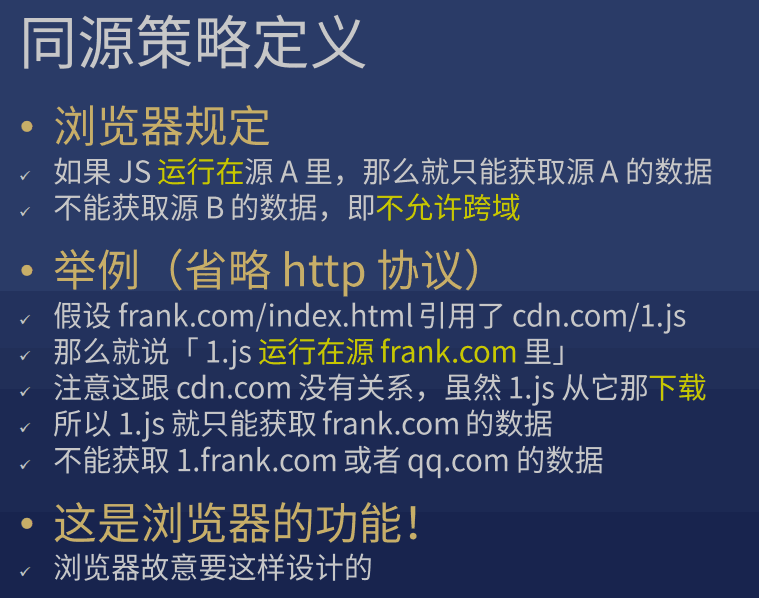 同源策略定义
• 浏览器规定
✓ 如果 JS 运行在源 A 里，那么就只能获取源 A 的数据
✓ 不能获取源 B 的数据，即不允许跨域
• 举例（省略 http 协议）
✓ 假设 frank.com/index.html 引用了 cdn.com/1.js
✓ 那么就说「 1.js 运行在源 frank.com 里」
✓ 注意这跟 cdn.com 没有关系，虽然 1.js 从它那下载
✓ 所以 1.js 就只能获取 frank.com 的数据
✓ 不能获取 1.frank.com 或者 qq.com 的数据
• 这是浏览器的功能！
✓ 浏览器故意要这样设计的